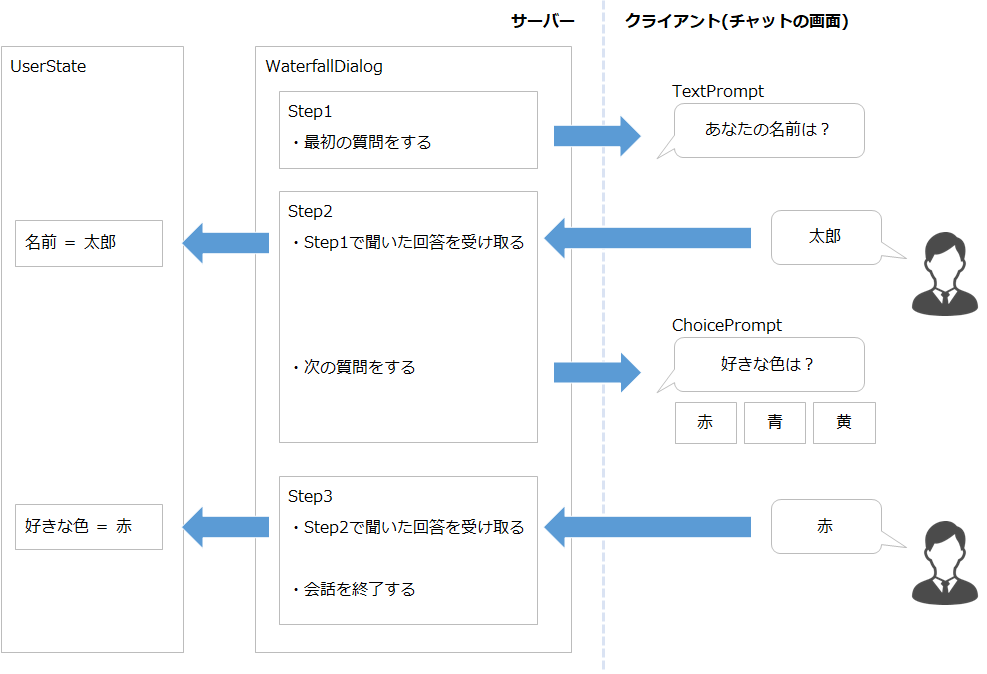 サーバー
クライアント(チャットの画面)
UserState
WaterfallDialog
Step1
・最初の質問をする
TextPrompt
あなたの名前は？
Step2
・Step1で聞いた回答を受け取る
太郎
名前 ＝ 太郎
・次の質問をする
ChoicePrompt
好きな色は？
赤
青
黄
Step3
・Step2で聞いた回答を受け取る
赤
好きな色 ＝ 赤
・会話を終了する